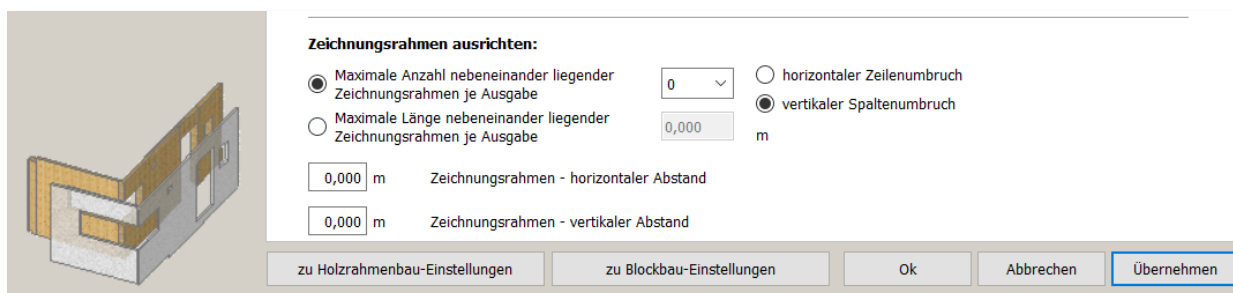 Zeichnungsrahmen ausrichten:
Maximale Anzahl nebeneinander liegender
Zeichnungsrahmen je Ausgabe
0
horizontaler Zeilenumbruch
vertikaler Spaltenumbruch
Maximale Länge nebeneinander liegender
Zeichnungsrahmen je Ausgabe
0,000
m
0,000 m Zeichnungsrahmen - horizontaler Abstand
0,000 m Zeichnungsrahmen - vertikaler Abstand
zu Holzrahmenbau-Einstellungen zu Blockbau-Einstellungen Ok Abbrechen Übernehmen